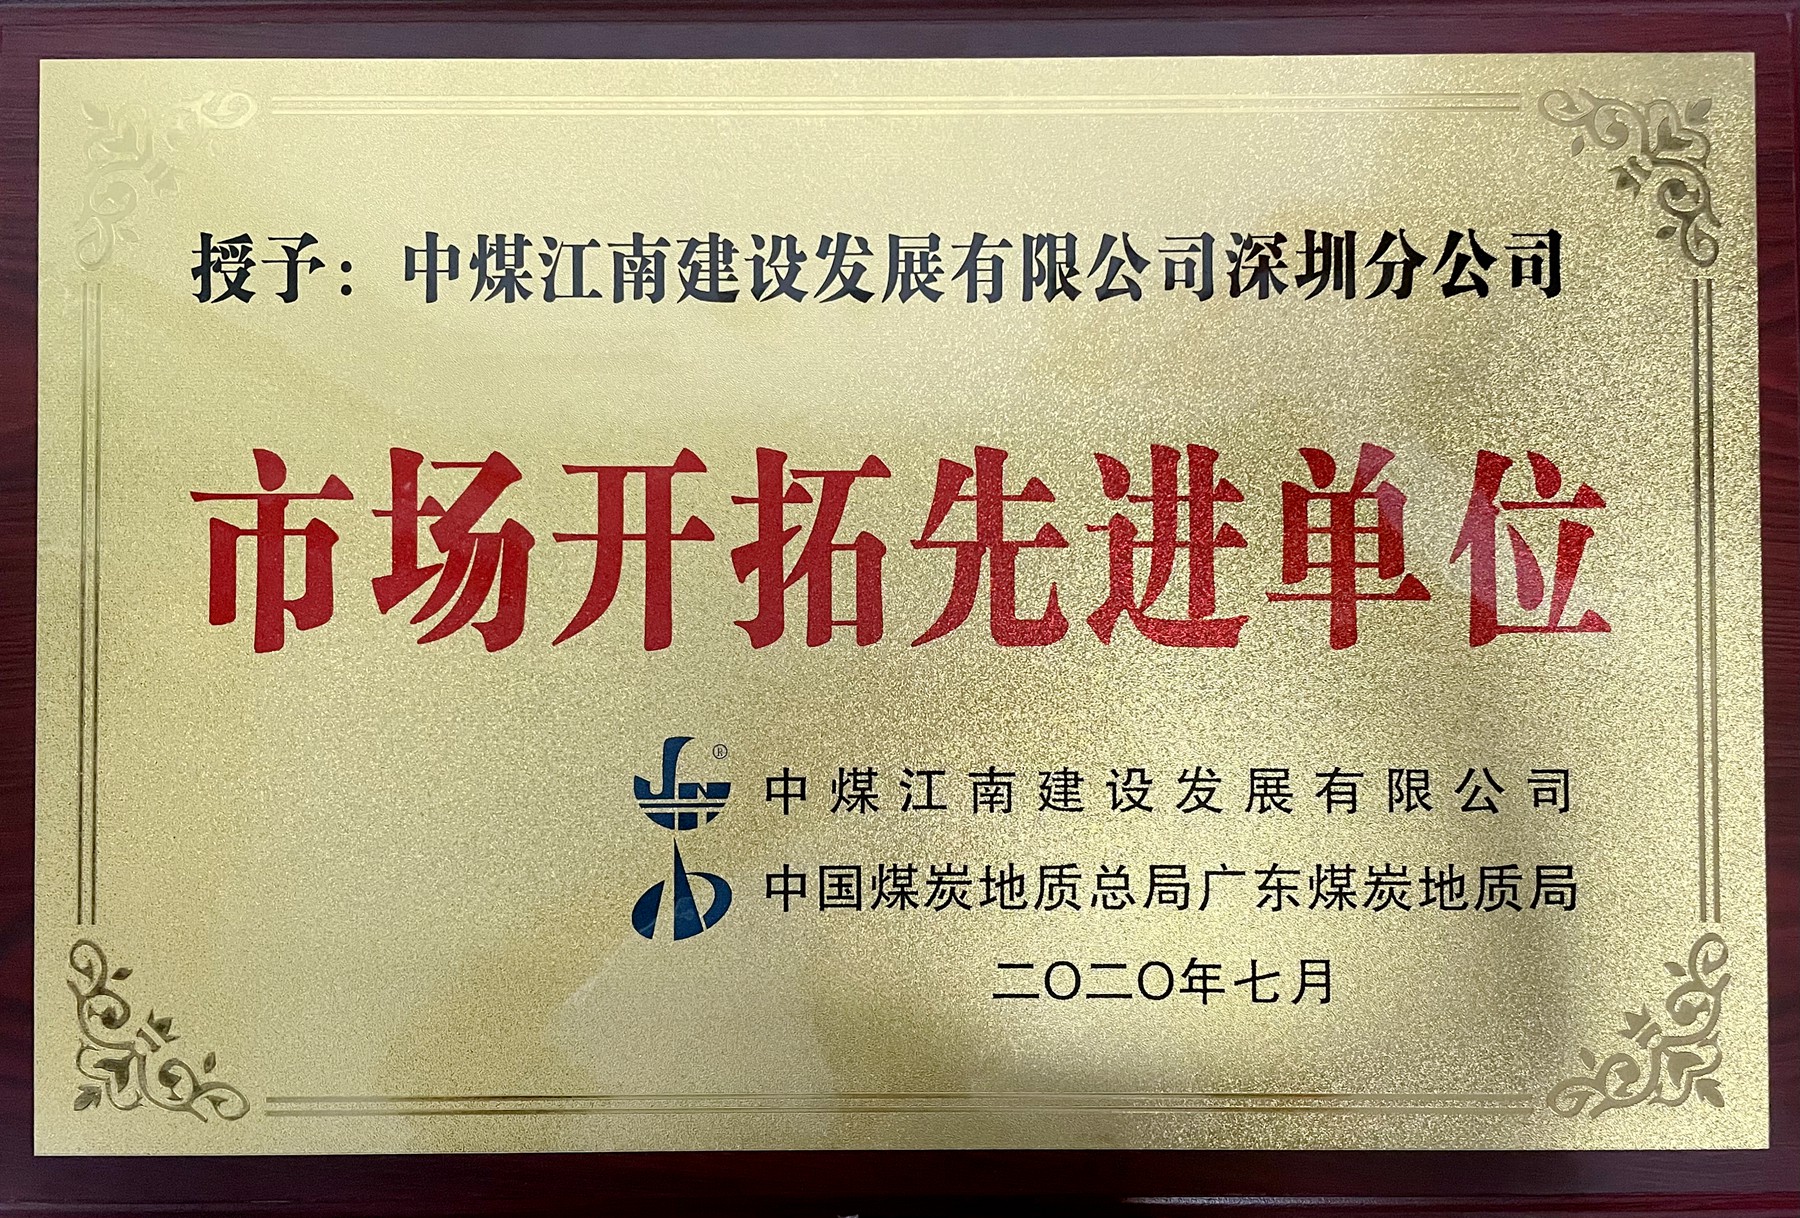 授予：中煤江南建设发展有限公司深圳分公司
市场开拓先进单位
JN®
中煤江南建设发展有限公司
中国煤炭地质总局广东煤炭地质局
二〇二〇年七月